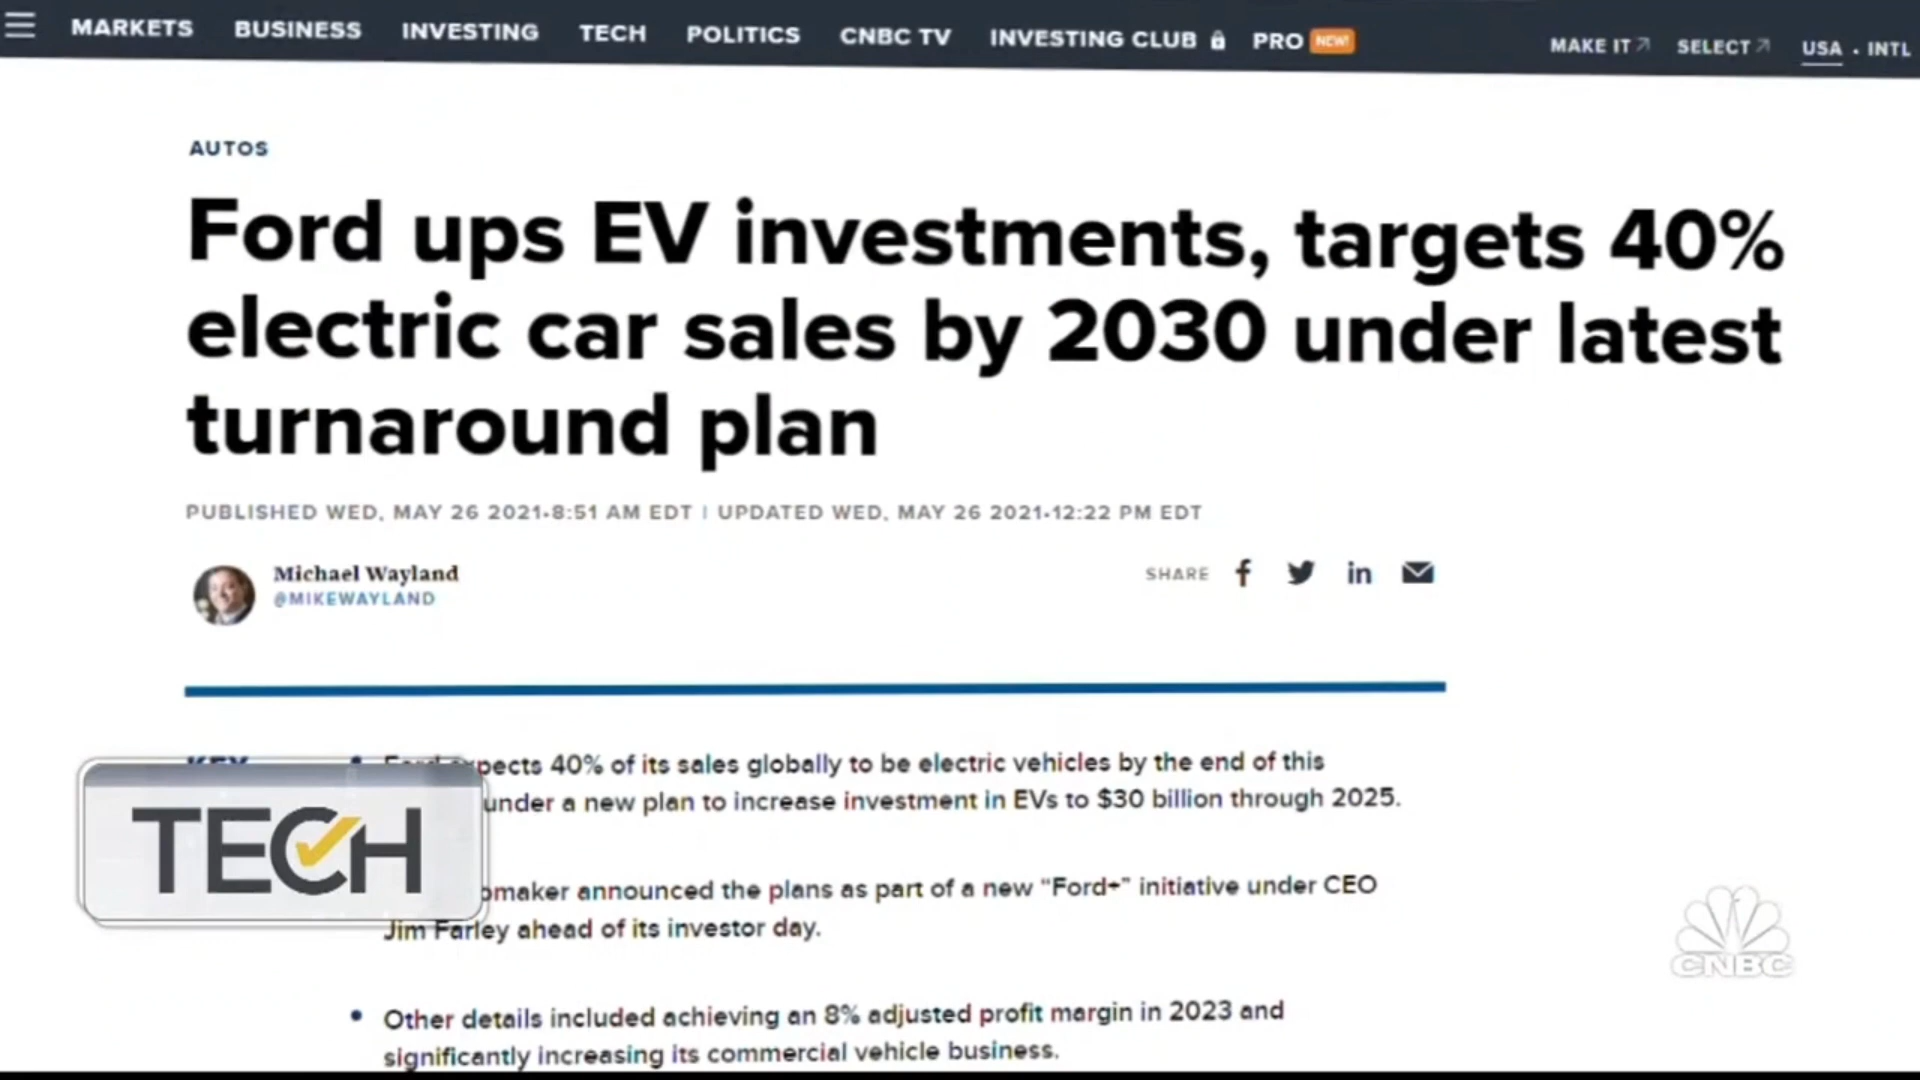 MARKETS BUSINESS INVESTING TECH POLITICS CNBC TV INVESTING CLUB PRO NEW! MAKE IT SELECT USA · INTL
AUTOS
Ford ups EV investments, targets 40%
electric car sales by 2030 under latest
turnaround plan
PUBLISHED WED, MAY 26 2021•8:51 AM EDT | UPDATED WED, MAY 26 2021•12:22 PM EDT
Michael Wayland
@MIKEWAYLAND
SHARE f in
KEY
Ford expects 40% of its sales globally to be electric vehicles by the end of this
under a new plan to increase investment in EVs to $30 billion through 2025.
TECH
announced the plans as part of a new “Ford+” initiative under CEO
Jim Farley ahead of its investor day.
• Other details included achieving an 8% adjusted profit margin in 2023 and
significantly increasing its commercial vehicle business.
CNBC